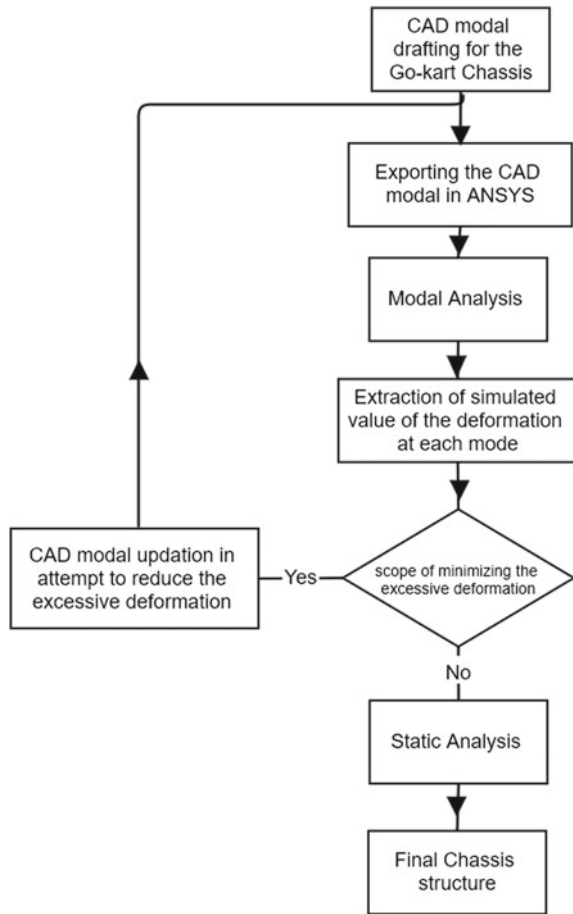 CAD modal
drafting for the
Go-kart Chassis
Exporting the CAD
modal in ANSYS
Modal Analysis
Extraction of simulated
value of the deformation
at each mode
scope of minimizing the
excessive deformation
Yes
CAD modal updation in
attempt to reduce the
excessive deformation
No
Static Analysis
Final Chassis
structure